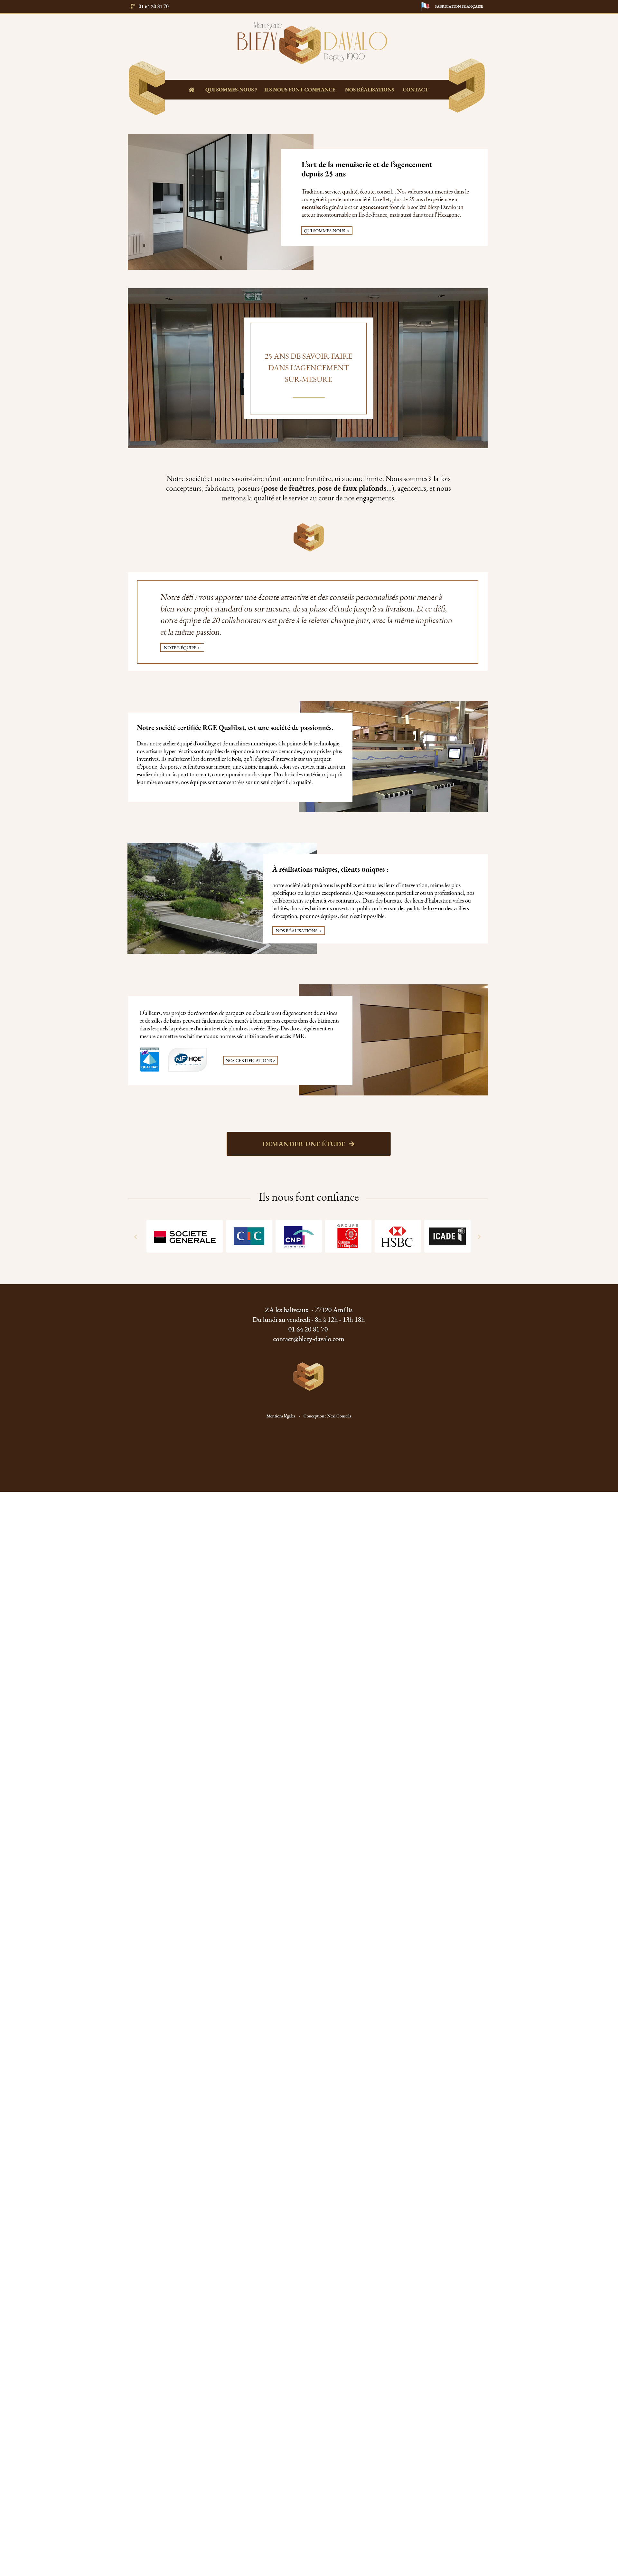 01 64 20 81 70
FABRICATION FRANÇAISE
Menuiserie
BLEZY DAVALO
Depuis 1990
QUI SOMMES-NOUS ?
ILS NOUS FONT CONFIANCE
NOS RÉALISATIONS
CONTACT
L'art de la menuiserie et de l'agencement
depuis 25 ans
Tradition, service, qualité, écoute, conseil... Nos valeurs sont inscrites dans le
code génétique de notre société. En effet, plus de 25 ans d'expérience en
menuiserie générale et en agencement font de la société Blezy-Davalo un
acteur incontournable en Ile-de-France, mais aussi dans tout l'Hexagone.
QUI SOMMES-NOUS >
25 ANS DE SAVOIR-FAIRE
DANS L'AGENCEMENT
SUR-MESURE
Notre société et notre savoir-faire n'ont aucune frontière, ni aucune limite. Nous sommes à la fois
concepteurs, fabricants, poseurs (pose de fenêtres, pose de faux plafonds...), agenceurs, et nous
mettons la qualité et le service au cœur de nos engagements.
Notre défi : vous apporter une écoute attentive et des conseils personnalisés pour mener à
bien votre projet standard ou sur mesure, de sa phase d'étude jusqu'à sa livraison. Et ce défi,
notre équipe de 20 collaborateurs est prête à le relever chaque jour, avec la même implication
et la même passion.
NOTRE ÉQUIPE >
Notre société certifiée RGE Qualibat, est une société de passionnés.
Dans notre atelier équipé d'outillage et de machines numériques à la pointe de la technologie,
nos artisans hyper réactifs sont capables de répondre à toutes vos demandes, y compris les plus
inventives. Ils maîtrisent l'art de travailler le bois, qu'il s'agisse d'intervenir sur un parquet
d'époque, des portes et fenêtres sur mesure, une cuisine imaginée selon vos envies, mais aussi un
escalier droit ou à quart tournant, contemporain ou classique. Du choix des matériaux jusqu'à
leur mise en œuvre, nos équipes sont concentrées sur un seul objectif : la qualité.
À réalisations uniques, clients uniques :
notre société s'adapte à tous les publics et à tous les lieux d'intervention, même les plus
spécifiques ou les plus exceptionnels. Que vous soyez un particulier ou un professionnel, nos
collaborateurs se plient à vos contraintes. Dans des bureaux, des lieux d'habitation vides ou
habités, dans des bâtiments ouverts au public ou bien sur des yachts de luxe ou des voiliers
d'exception, pour nos équipes, rien n'est impossible.
NOS RÉALISATIONS >
D'ailleurs, vos projets de rénovation de parquets ou d'escaliers ou d'agencement de cuisines
et de salles de bains peuvent également être menés à bien par nos experts dans des bâtiments
dans lesquels la présence d'amiante et de plomb est avérée. Blezy-Davalo est également en
mesure de mettre vos bâtiments aux normes sécurité incendie et accès PMR.
QUALIBAT
NF HQE
NOS CERTIFICATIONS >
DEMANDER UNE ÉTUDE
Ils nous font confiance
SOCIETE
GENERALE
CIC
CNP
GROUPE
HSBC
ICADE
ZA les baliveaux - 77120 Amillis
Du lundi au vendredi - 8h à 12h - 13h 18h
01 64 20 81 70
contact@blezy-davalo.com
Mentions légales - Conception : Nexi Conseils